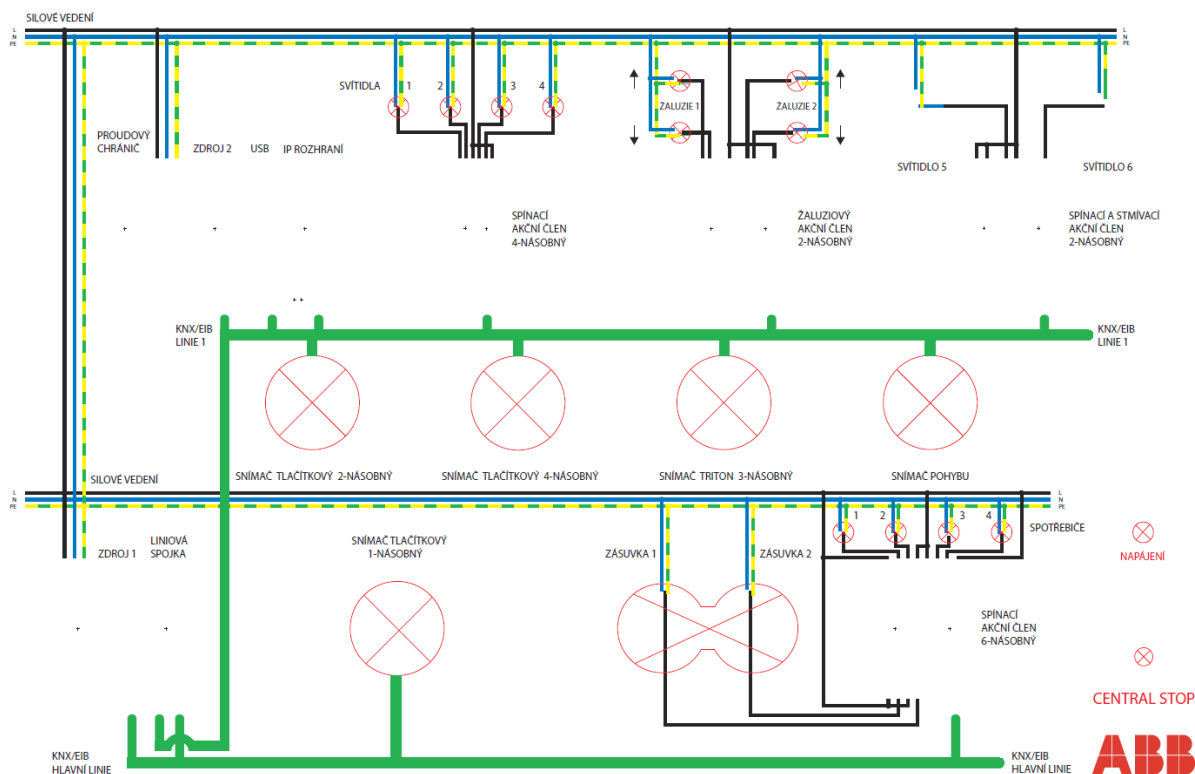 SILOVÉ VEDENÍ
L
N
PE
L
N
PE
SVÍTIDLA
1
2
3
4
ŽALUZIE 1
ŽALUZIE 2
PROUDOVÝ
CHRÁNIČ
ZDROJ 2
USB
IP ROZHRANÍ
SVÍTIDLO 5
SVÍTIDLO 6
SPÍNACÍ
AKČNÍ ČLEN
4-NÁSOBNÝ
ŽALUZIOVÝ
AKČNÍ ČLEN
2-NÁSOBNÝ
SPÍNACÍ A STMÍVACÍ
AKČNÍ ČLEN
2-NÁSOBNÝ
KNX/EIB
LINIE 1
KNX/EIB
LINIE 1
SNÍMAČ TLAČÍTKOVÝ 2-NÁSOBNÝ
SNÍMAČ TLAČÍTKOVÝ 4-NÁSOBNÝ
SNÍMAČ TRITON 3-NÁSOBNÝ
SNÍMAČ POHYBU
SILOVÉ VEDENÍ
L
N
PE
L
N
PE
1
2
3
4
SPOTŘEBIČE
ZDROJ 1
LINIOVÁ
SPOJKA
SNÍMAČ TLAČÍTKOVÝ
1-NÁSOBNÝ
ZÁSUVKA 1
ZÁSUVKA 2
NAPÁJENÍ
SPÍNACÍ
AKČNÍ ČLEN
6-NÁSOBNÝ
CENTRAL STOP
KNX/EIB
HLAVNÍ LINIE
KNX/EIB
HLAVNÍ LINIE
ABB